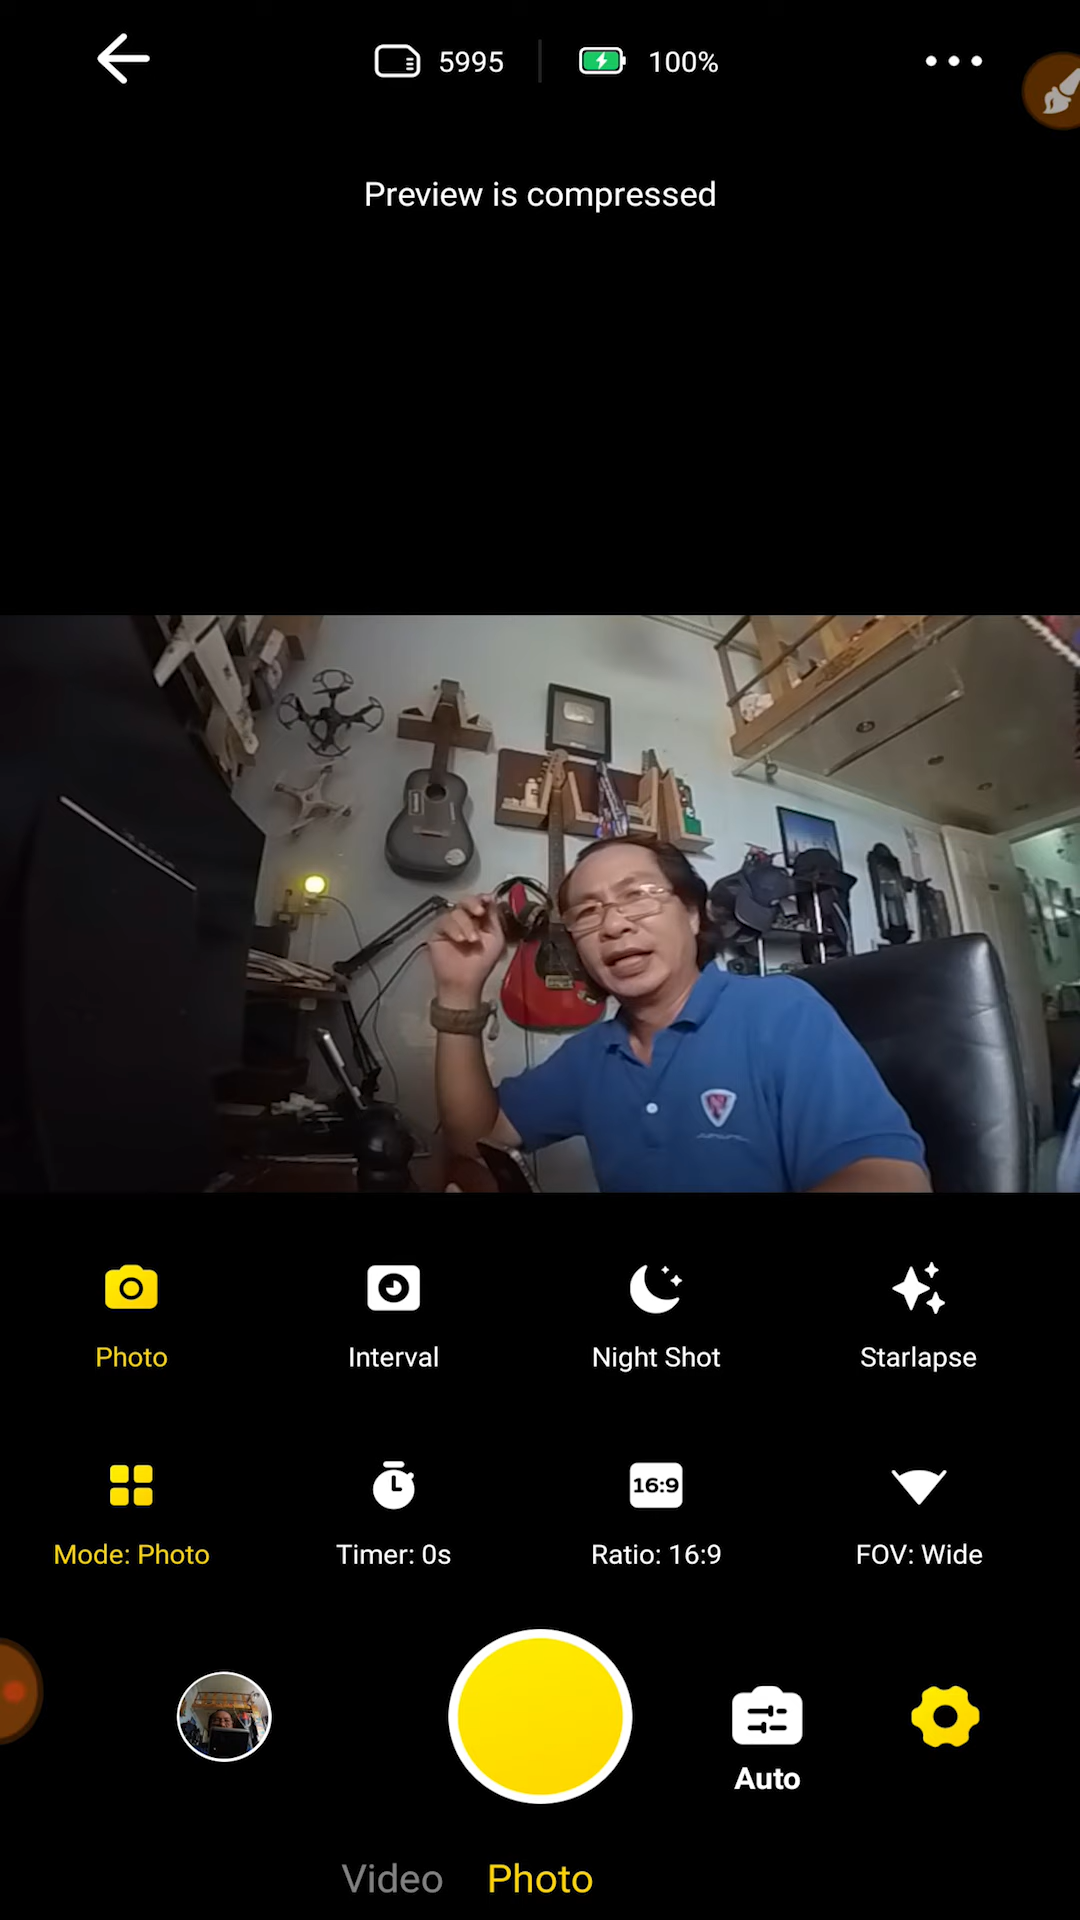 5995 100%
Preview is compressed
Photo Interval Night Shot Starlapse
16:9
Mode: Photo Timer: 0s Ratio: 16:9 FOV: Wide
Auto
Video Photo